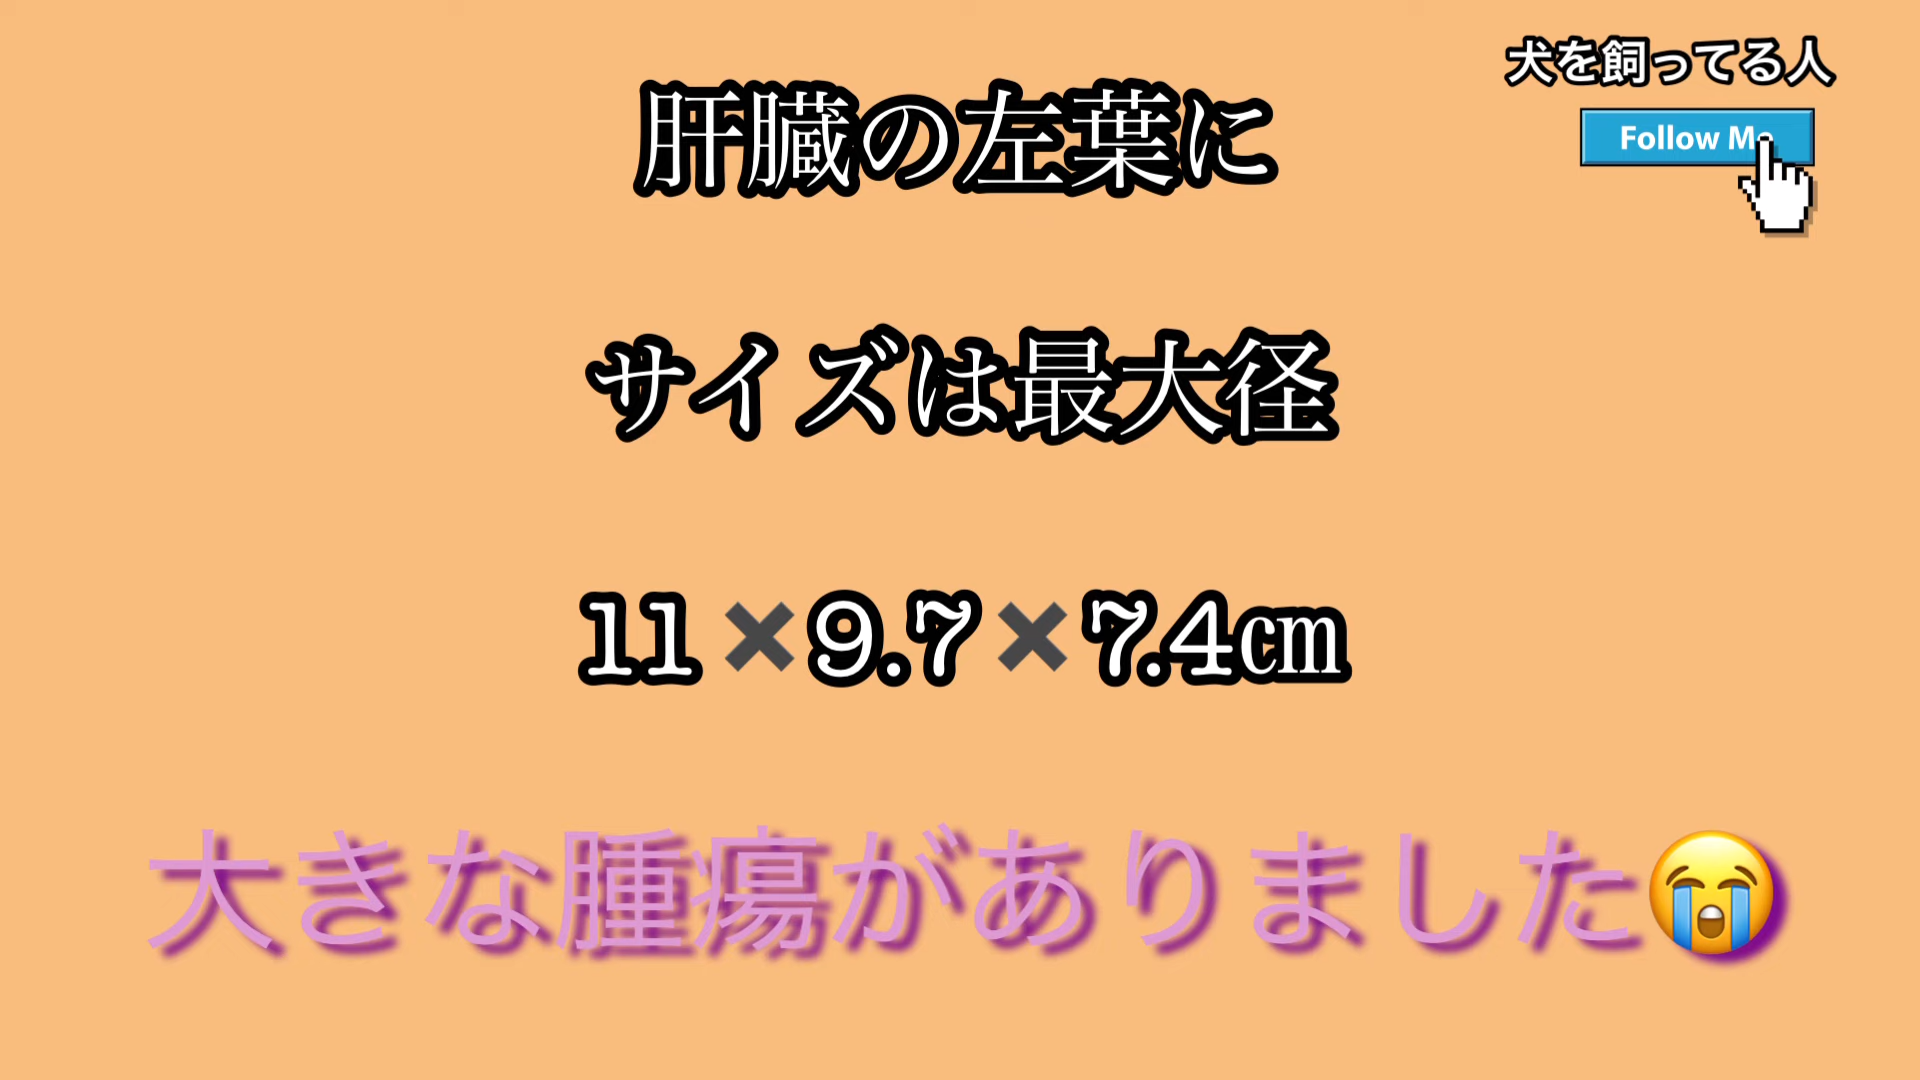 犬を飼ってる人
Follow Me
肝臓の左葉に
サイズは最大径
11✖9.7✖7.4㎝
大きな腫瘍がありました😭